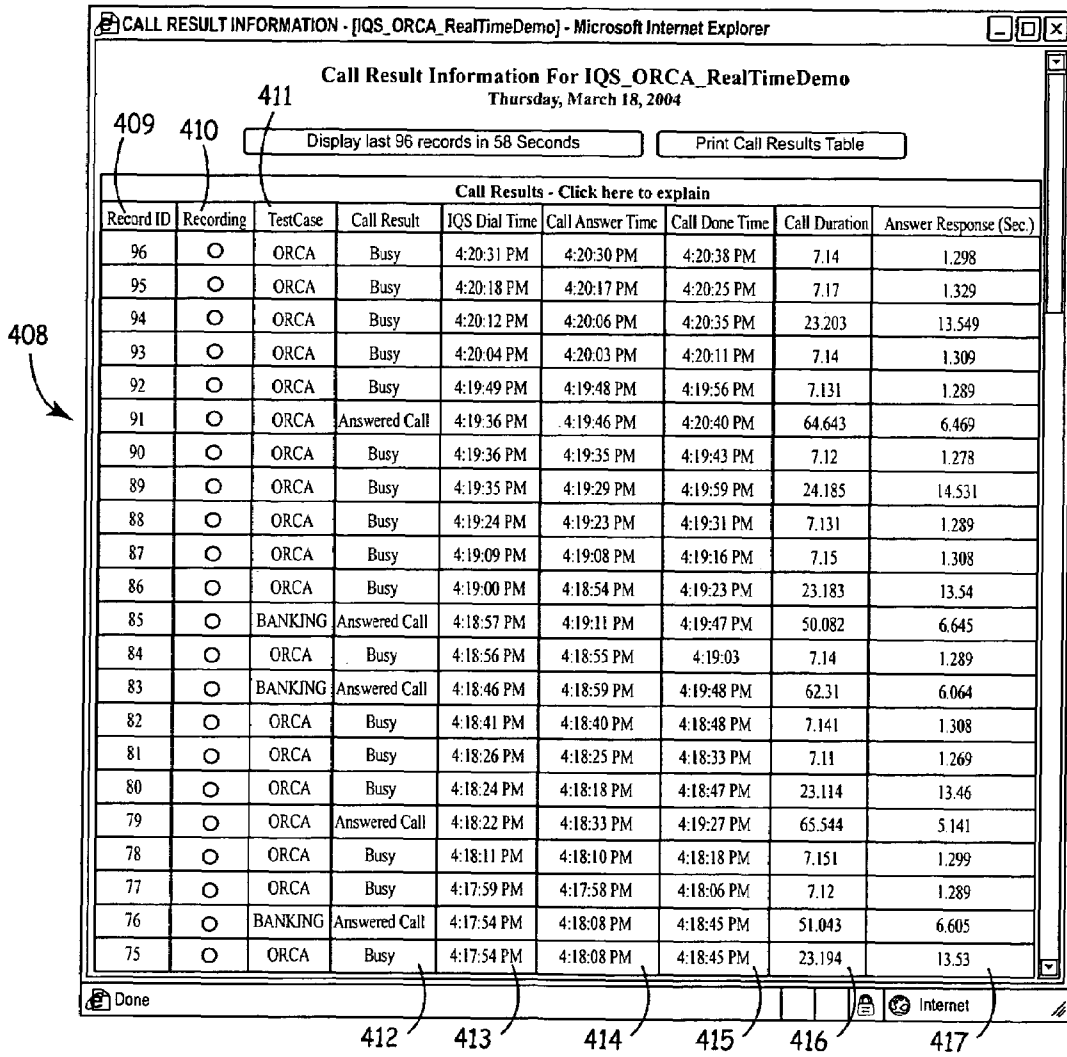 CALL RESULT INFORMATION - [IQS_ORCA_RealTimeDemo] - Microsoft Internet Explorer
Call Result Information For IQS_ORCA_RealTimeDemo
Thursday, March 18, 2004
409 410 411
Display last 96 records in 58 Seconds Print Call Results Table
Call Results - Click here to explain
Record ID Recording TestCase Call Result IQS Dial Time Call Answer Time Call Done Time Call Duration Answer Response (Sec.)
96 ORCA Busy 4:20:31 PM 4:20:30 PM 4:20:38 PM 7.14 1.298
95 ORCA Busy 4:20:18 PM 4:20:17 PM 4:20:25 PM 7.17 1.329
94 ORCA Busy 4:20:12 PM 4:20:06 PM 4:20:35 PM 23.203 13.549
408
93 ORCA Busy 4:20:04 PM 4:20:03 PM 4:20:11 PM 7.14 1.309
92 ORCA Busy 4:19:49 PM 4:19:48 PM 4:19:56 PM 7.131 1.289
91 ORCA Answered Call 4:19:36 PM 4:19:46 PM 4:20:40 PM 64.643 6.469
90 ORCA Busy 4:19:36 PM 4:19:35 PM 4:19:43 PM 7.12 1.278
89 ORCA Busy 4:19:35 PM 4:19:29 PM 4:19:59 PM 24.185 14.531
88 ORCA Busy 4:19:24 PM 4:19:23 PM 4:19:31 PM 7.131 1.289
87 ORCA Busy 4:19:09 PM 4:19:08 PM 4:19:16 PM 7.15 1.308
86 ORCA Busy 4:19:00 PM 4:18:54 PM 4:19:23 PM 23.183 13.54
85 BANKING Answered Call 4:18:57 PM 4:19:11 PM 4:19:47 PM 50.082 6.645
84 ORCA Busy 4:18:56 PM 4:18:55 PM 4:19:03 7.14 1.289
83 BANKING Answered Call 4:18:46 PM 4:18:59 PM 4:19:48 PM 62.31 6.064
82 ORCA Busy 4:18:41 PM 4:18:40 PM 4:18:48 PM 7.141 1.308
81 ORCA Busy 4:18:26 PM 4:18:25 PM 4:18:33 PM 7.11 1.269
80 ORCA Busy 4:18:24 PM 4:18:18 PM 4:18:47 PM 23.114 13.46
79 ORCA Answered Call 4:18:22 PM 4:18:33 PM 4:19:27 PM 65.544 5.141
78 ORCA Busy 4:18:11 PM 4:18:10 PM 4:18:18 PM 7.151 1.299
77 ORCA Busy 4:17:59 PM 4:17:58 PM 4:18:06 PM 7.12 1.289
76 BANKING Answered Call 4:17:54 PM 4:18:08 PM 4:18:45 PM 51.043 6.605
75 ORCA Busy 4:17:54 PM 4:18:08 PM 4:18:45 PM 23.194 13.53
Done Internet
412 413 414 415 416 417